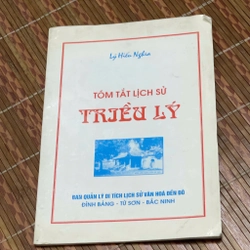 Lý Hiếu Nghĩa
TÓM TẮT LỊCH SỬ
TRIỀU LÝ
BAN QUẢN LÝ DI TÍCH LỊCH SỬ VĂN HOÁ ĐỀN ĐÔ
ĐÌNH BẢNG - TỪ SƠN - BẮC NINH